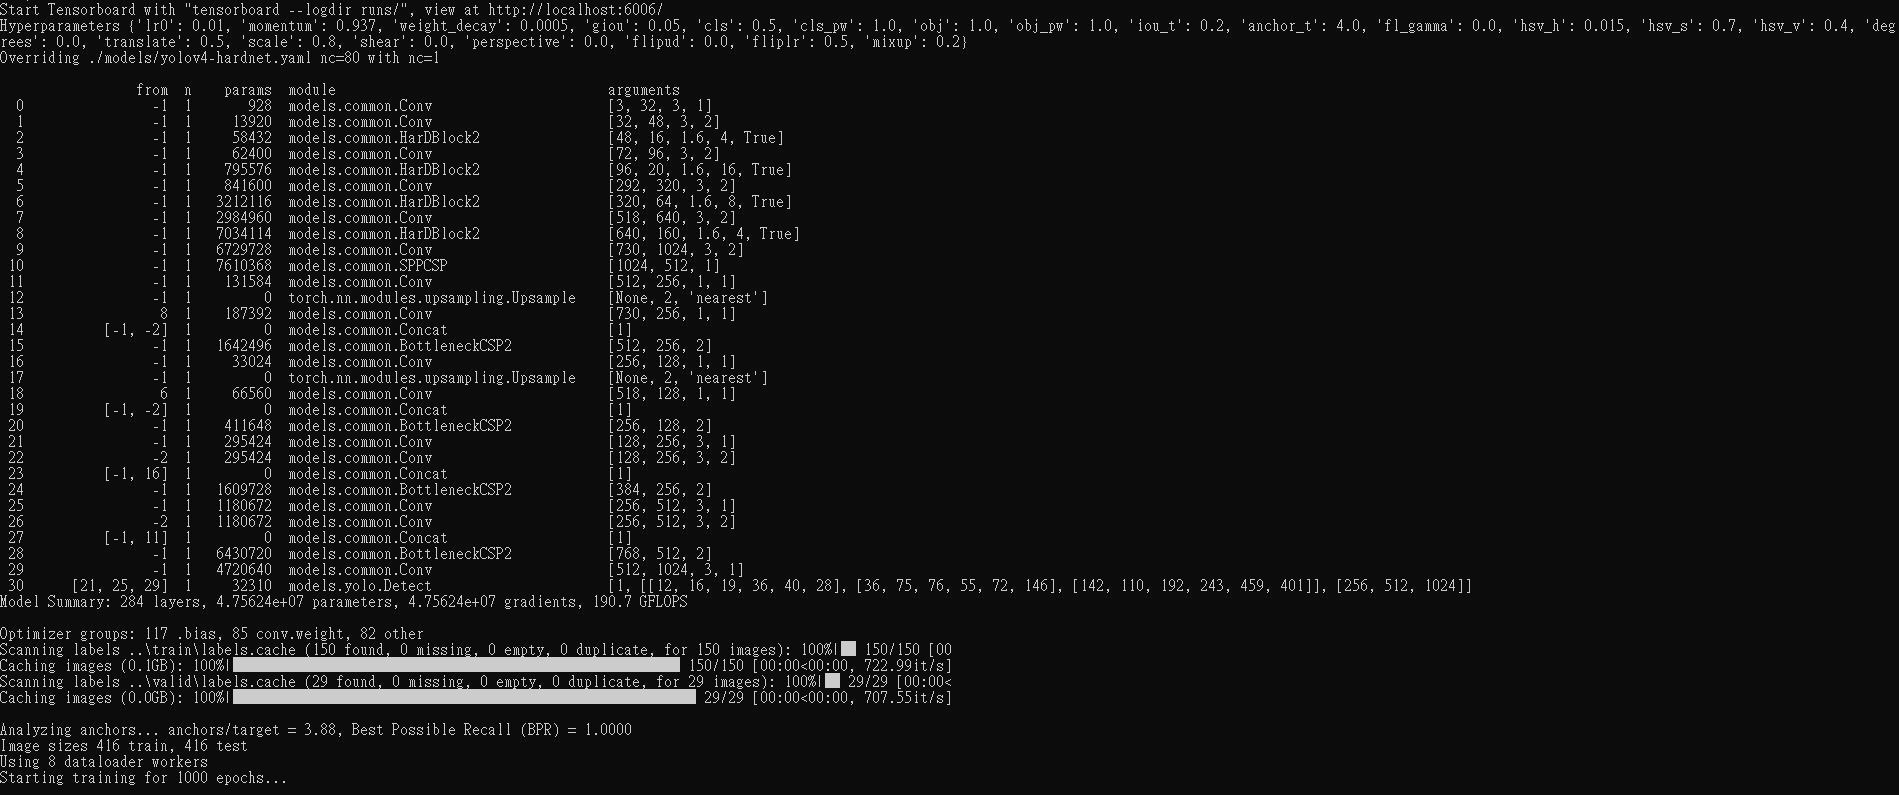 Start Tensorboard with "tensorboard --logdir runs/", view at http://localhost:6006/
Hyperparameters {'lr0': 0.01, 'momentum': 0.937, 'weight_decay': 0.0005, 'giou': 0.05, 'cls': 0.5, 'cls_pw': 1.0, 'obj': 1.0, 'obj_pw': 1.0, 'iou_t': 0.2, 'anchor_t': 4.0, 'fl_gamma': 0.0, 'hsv_h': 0.015, 'hsv_s': 0.7, 'hsv_v': 0.4, 'deg
rees': 0.0, 'translate': 0.5, 'scale': 0.8, 'shear': 0.0, 'perspective': 0.0, 'flipud': 0.0, 'fliplr': 0.5, 'mixup': 0.2}
Overriding ./models/yolov4-hardnet.yaml nc=80 with nc=1
from n params module arguments
0 -1 1 928 models.common.Conv [3, 32, 3, 1]
1 -1 1 13920 models.common.Conv [32, 48, 3, 2]
2 -1 1 58432 models.common.HarDBlock2 [48, 16, 1.6, 4, True]
3 -1 1 62400 models.common.Conv [72, 96, 3, 2]
4 -1 1 795576 models.common.HarDBlock2 [96, 20, 1.6, 16, True]
5 -1 1 841600 models.common.Conv [292, 320, 3, 2]
6 -1 1 3212116 models.common.HarDBlock2 [320, 64, 1.6, 8, True]
7 -1 1 2984960 models.common.Conv [518, 640, 3, 2]
8 -1 1 7034114 models.common.HarDBlock2 [640, 160, 1.6, 4, True]
9 -1 1 6729728 models.common.Conv [730, 1024, 3, 2]
10 -1 1 7610368 models.common.SPPCSP [1024, 512, 1]
11 -1 1 131584 models.common.Conv [512, 256, 1, 1]
12 -1 1 0 torch.nn.modules.upsampling.Upsample [None, 2, 'nearest']
13 8 1 187392 models.common.Conv [730, 256, 1, 1]
14 [-1, -2] 1 0 models.common.Concat [1]
15 -1 1 1642496 models.common.BottleneckCSP2 [512, 256, 2]
16 -1 1 33024 models.common.Conv [256, 128, 1, 1]
17 -1 1 0 torch.nn.modules.upsampling.Upsample [None, 2, 'nearest']
18 6 1 66560 models.common.Conv [518, 128, 1, 1]
19 [-1, -2] 1 0 models.common.Concat [1]
20 -1 1 411648 models.common.BottleneckCSP2 [256, 128, 2]
21 -1 1 295424 models.common.Conv [128, 256, 3, 1]
22 -2 1 295424 models.common.Conv [128, 256, 3, 2]
23 [-1, 16] 1 0 models.common.Concat [1]
24 -1 1 1609728 models.common.BottleneckCSP2 [384, 256, 2]
25 -1 1 1180672 models.common.Conv [256, 512, 3, 1]
26 -2 1 1180672 models.common.Conv [256, 512, 3, 2]
27 [-1, 11] 1 0 models.common.Concat [1]
28 -1 1 6430720 models.common.BottleneckCSP2 [768, 512, 2]
29 -1 1 4720640 models.common.Conv [512, 1024, 3, 1]
30 [21, 25, 29] 1 32310 models.yolo.Detect [1, [[12, 16, 19, 36, 40, 28], [36, 75, 76, 55, 72, 146], [142, 110, 192, 243, 459, 401]], [256, 512, 1024]]
Model Summary: 284 layers, 4.75624e+07 parameters, 4.75624e+07 gradients, 190.7 GFLOPS
Optimizer groups: 117 .bias, 85 conv.weight, 82 other
Scanning labels ..\train\labels.cache (150 found, 0 missing, 0 empty, 0 duplicate, for 150 images): 100%|██ 150/150 [00
Caching images (0.1GB): 100%| 150/150 [00:00<00:00, 722.99it/s]
Scanning labels ..\valid\labels.cache (29 found, 0 missing, 0 empty, 0 duplicate, for 29 images): 100%|██ 29/29 [00:00<
Caching images (0.0GB): 100%| 29/29 [00:00<00:00, 707.55it/s]
Analyzing anchors... anchors/target = 3.88, Best Possible Recall (BPR) = 1.0000
Image sizes 416 train, 416 test
Using 8 dataloader workers
Starting training for 1000 epochs...